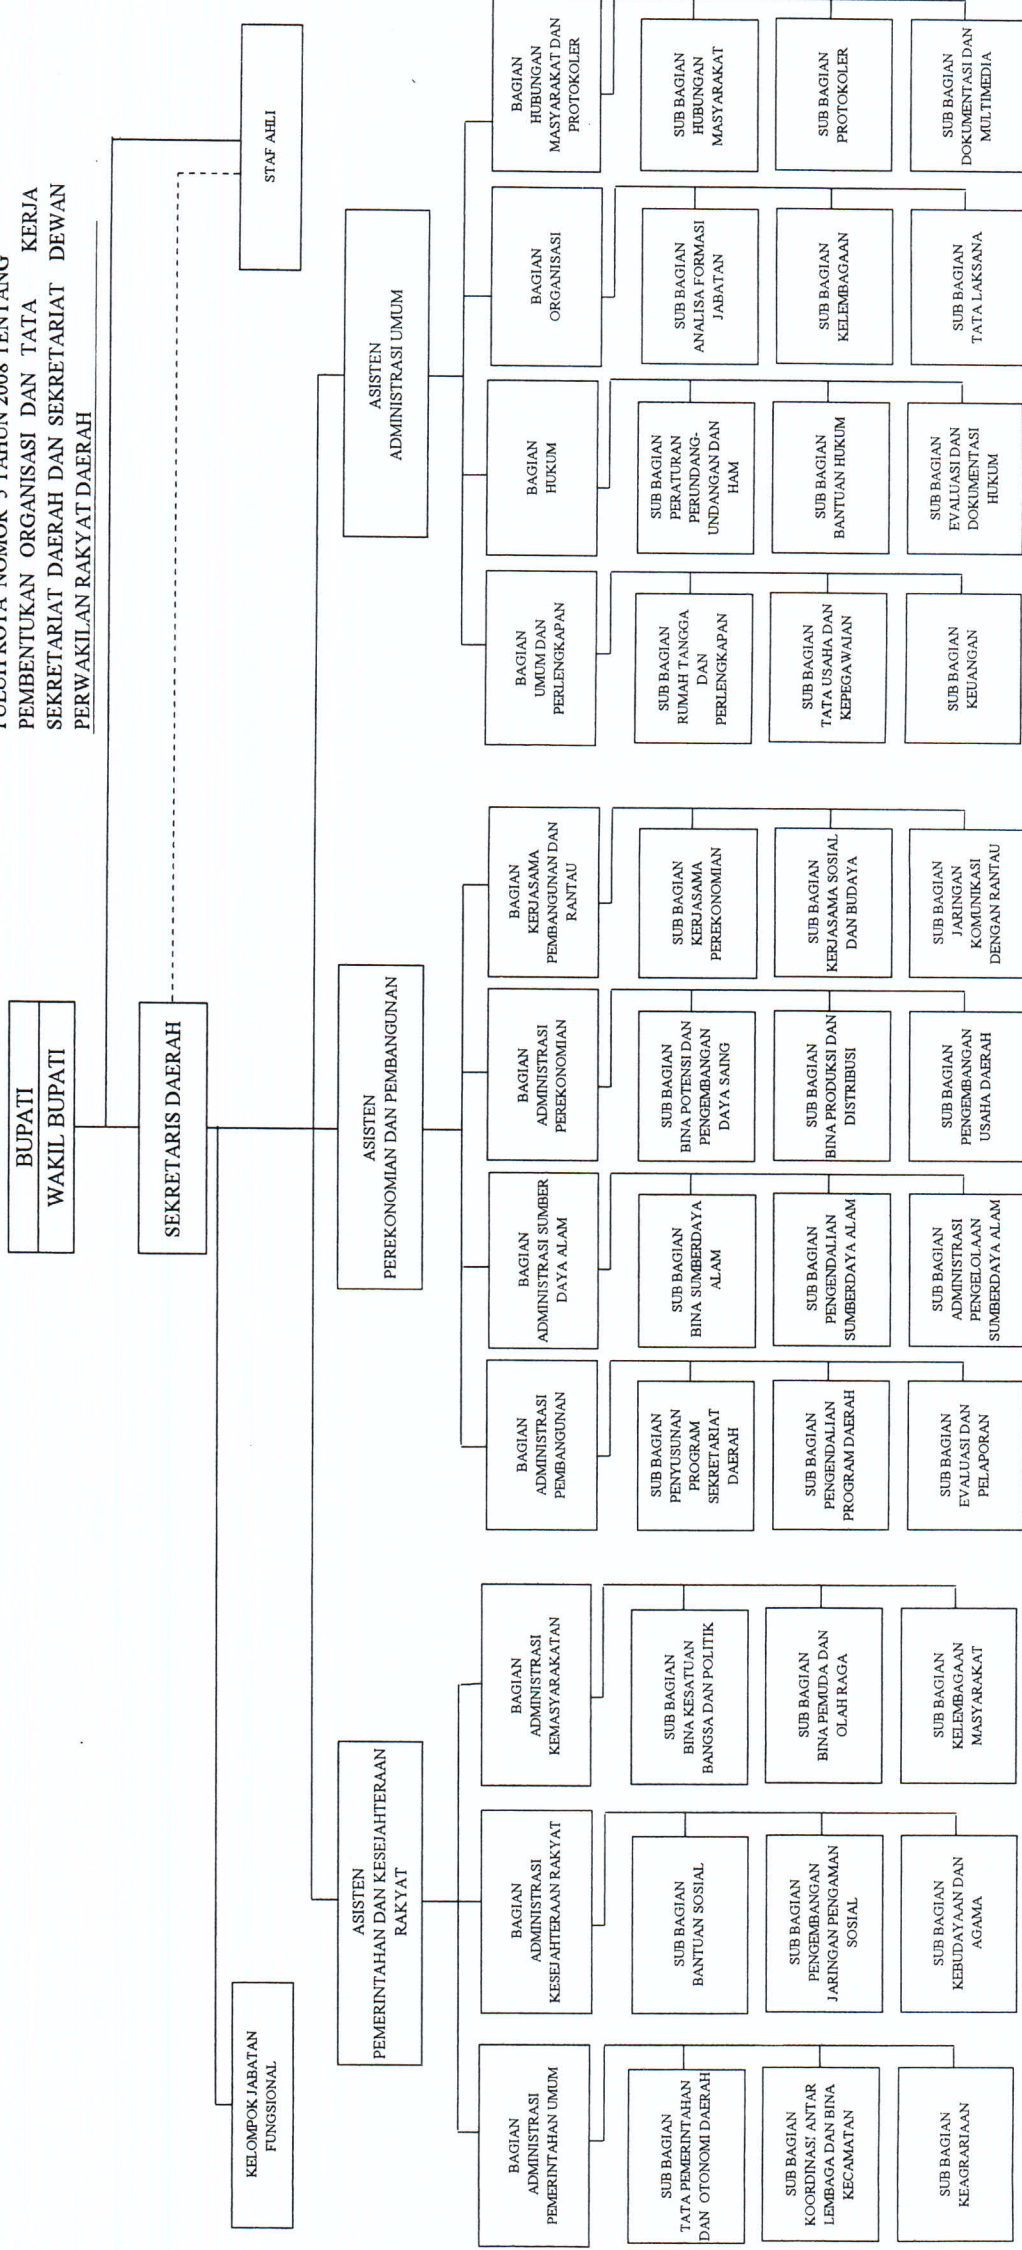 PEMBENTUKAN ORGANISASI DAN TATA KERJA
SEKRETARIAT DAERAH DAN SEKRETARIAT DEWAN
PERWAKILAN RAKYAT DAERAH
BUPATI
WAKIL BUPATI
SEKRETARIS DAERAH
STAF AHLI
KELOMPOK JABATAN
FUNGSIONAL
ASISTEN
PEMERINTAHAN DAN KESEJAHTERAAN
RAKYAT
ASISTEN
PEREKONOMIAN DAN PEMBANGUNAN
ASISTEN
ADMINISTRASI UMUM
BAGIAN
ADMINISTRASI
PEMERINTAHAN UMUM
BAGIAN
ADMINISTRASI
KESEJAHTERAAN RAKYAT
BAGIAN
ADMINISTRASI
KEMASYARAKATAN
BAGIAN
ADMINISTRASI
PEMBANGUNAN
BAGIAN
ADMINISTRASI SUMBER
DAYA ALAM
BAGIAN
ADMINISTRASI
PEREKONOMIAN
BAGIAN
KERJASAMA
PEMBANGUNAN DAN
RANTAU
BAGIAN
UMUM DAN
PERLENGKAPAN
BAGIAN
HUKUM
BAGIAN
ORGANISASI
BAGIAN
HUBUNGAN
MASYARAKAT DAN
PROTOKOLER
SUB BAGIAN
TATA PEMERINTAHAN
DAN OTONOMI DAERAH
SUB BAGIAN
BANTUAN SOSIAL
SUB BAGIAN
BINA KESATUAN
BANGSA DAN POLITIK
SUB BAGIAN
PENYUSUNAN
PROGRAM
SEKRETARIAT
DAERAH
SUB BAGIAN
BINA SUMBERDAYA
ALAM
SUB BAGIAN
BINA POTENSI DAN
PENGEMBANGAN
DAYA SAING
SUB BAGIAN
KERJASAMA
PEREKONOMIAN
SUB BAGIAN
RUMAH TANGGA
DAN
PERLENGKAPAN
SUB BAGIAN
PERATURAN
PERUNDANG-
UNDANGAN DAN
HAM
SUB BAGIAN
ANALISA FORMASI
JABATAN
SUB BAGIAN
HUBUNGAN
MASYARAKAT
SUB BAGIAN
KOORDINASI ANTAR
LEMBAGA DAN BINA
KECAMATAN
SUB BAGIAN
PENGEMBANGAN
JARINGAN PENGAMAN
SOSIAL
SUB BAGIAN
BINA PEMUDA DAN
OLAH RAGA
SUB BAGIAN
PENGENDALIAN
PROGRAM DAERAH
SUB BAGIAN
PENGENDALIAN
SUMBERDAYA ALAM
SUB BAGIAN
BINA PRODUKSI DAN
DISTRIBUSI
SUB BAGIAN
KERJASAMA SOSIAL
DAN BUDAYA
SUB BAGIAN
TATA USAHA DAN
KEPEGAWAIAN
SUB BAGIAN
BANTUAN HUKUM
SUB BAGIAN
KELEMBAGAAN
SUB BAGIAN
PROTOKOLER
SUB BAGIAN
KEAGRARIAAN
SUB BAGIAN
KEBUDAYAAN DAN
AGAMA
SUB BAGIAN
KELEMBAGAAN
MASYARAKAT
SUB BAGIAN
EVALUASI DAN
PELAPORAN
SUB BAGIAN
ADMINISTRASI
PENGELOLAAN
SUMBERDAYA ALAM
SUB BAGIAN
PENGEMBANGAN
USAHA DAERAH
SUB BAGIAN
JARINGAN
KOMUNIKASI
DENGAN RANTAU
SUB BAGIAN
KEUANGAN
SUB BAGIAN
EVALUASI DAN
DOKUMENTASI
HUKUM
SUB BAGIAN
TATA LAKSANA
SUB BAGIAN
DOKUMENTASI DAN
MULTIMEDIA